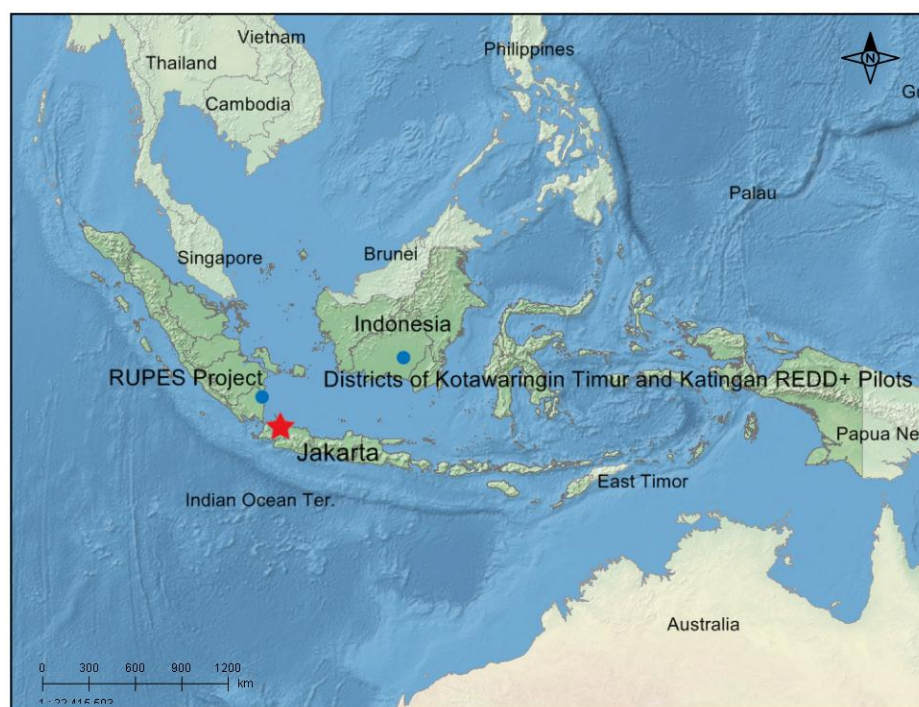 Vietnam
Philippines
N
Thailand
Cambodia
Palau
Singapore
Brunei
Indonesia
RUPES Project
Districts of Kotawaringin Timur and Katingan REDD+ Pilots
Jakarta
Papua Ne
East Timor
Indian Ocean Ter.
Australia
0 300 600 900 1200
km